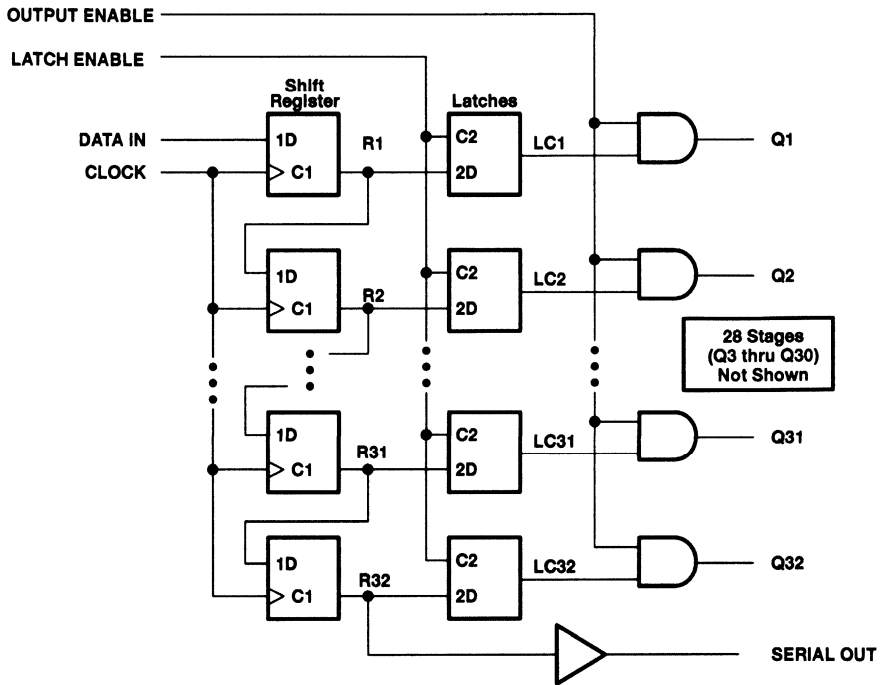 OUTPUT ENABLE
LATCH ENABLE
Shift
Register
Latches
DATA IN
1D
R1
C2
LC1
Q1
CLOCK
C1
2D
1D
R2
C2
LC2
Q2
C1
2D
28 Stages
(Q3 thru Q30)
Not Shown
1D
R31
C2
LC31
Q31
C1
2D
1D
R32
C2
LC32
Q32
C1
2D
SERIAL OUT